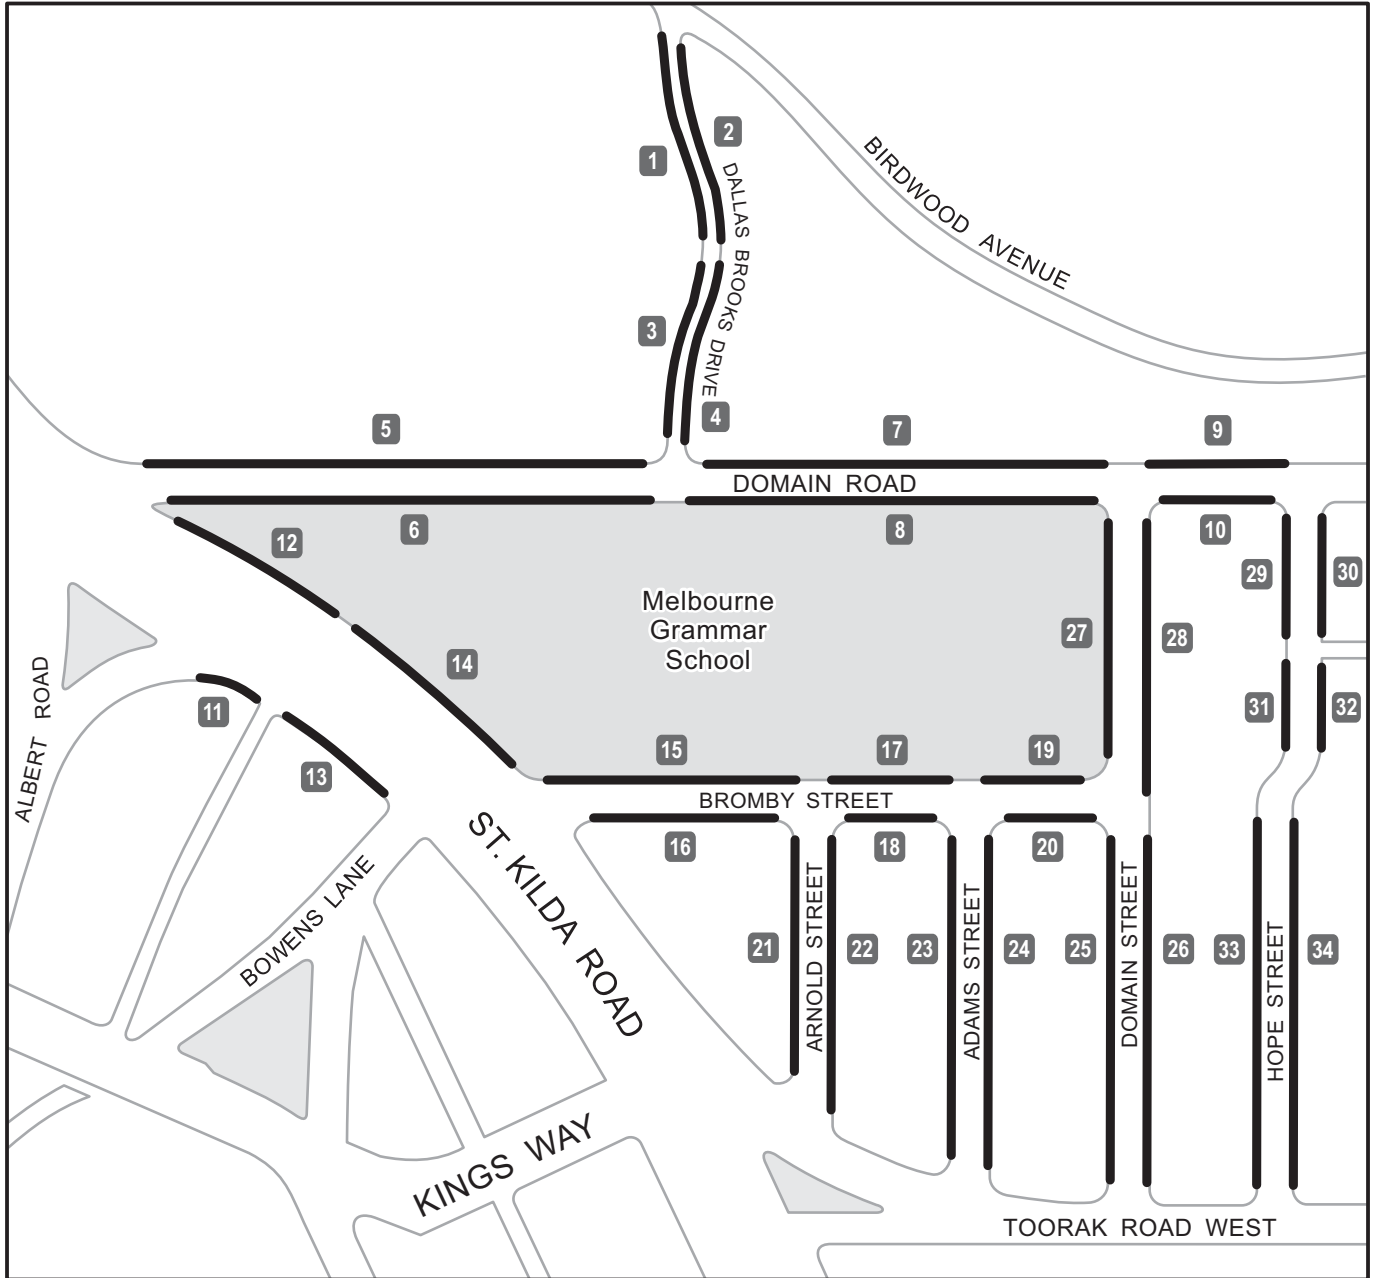 2
1
DALLAS BROOKS DRIVE
BIRDWOOD AVENUE
3
4
5
7
9
DOMAIN ROAD
6
8
10
12
29
30
Melbourne
Grammar
School
27
28
14
ALBERT ROAD
11
31
32
13
15
17
19
BROMBY STREET
16
18
20
ST. KILDA ROAD
BOWENS LANE
21
ARNOLD STREET
22
23
ADAMS STREET
24
25
DOMAIN STREET
26
33
HOPE STREET
34
KINGS WAY
TOORAK ROAD WEST